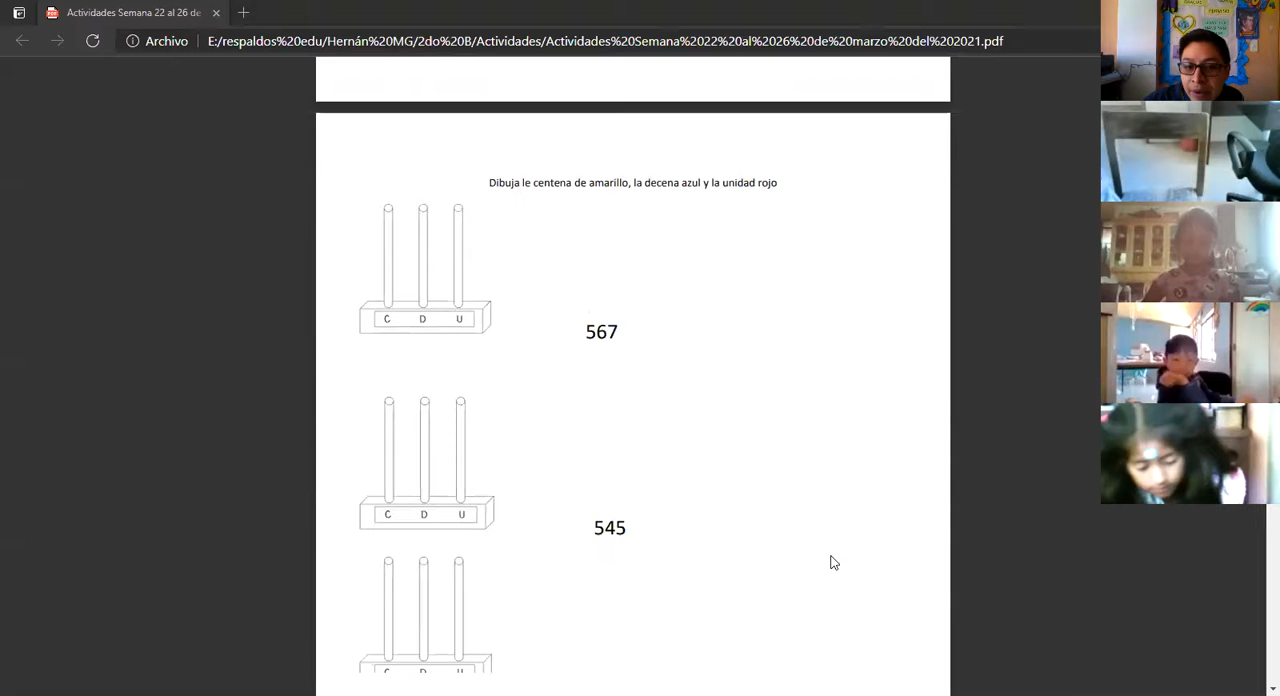 Actividades Semana 22 al 26 de
Archivo
E:/respaldos%20edu/Hernán%20MG/2do%20B/Actividades/Actividades%20Semana%2022%20al%2026%20de%20marzo%20del%202021.pdf
Dibuja le centena de amarillo, la decena azul y la unidad rojo
C D U
567
C D U
545
C D U